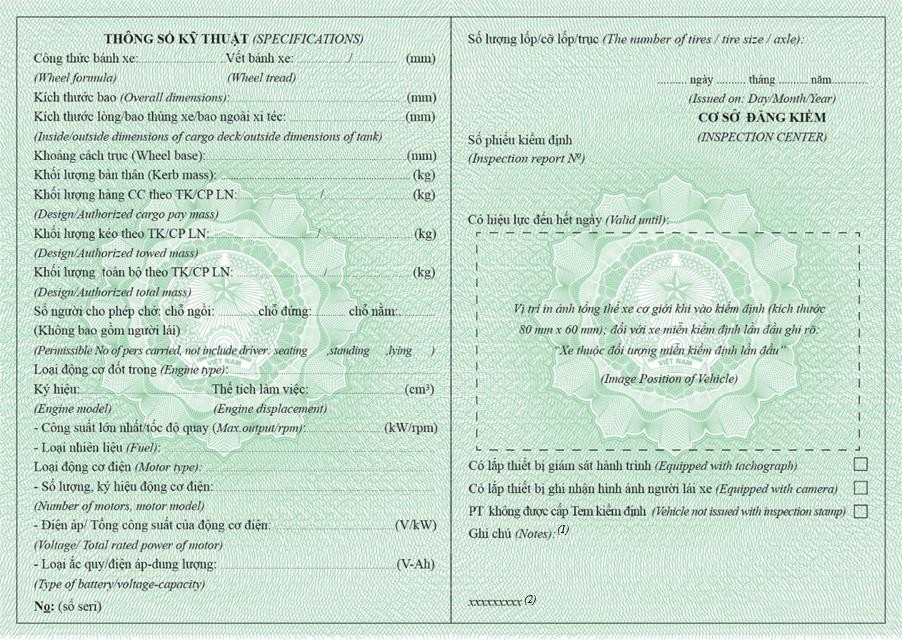 THÔNG SỐ KỸ THUẬT (SPECIFICATIONS)
Công thức bánh xe: Vết bánh xe: / (mm)
(Wheel formula) (Wheel tread)
Kích thước bao (Overall dimensions): (mm)
Kích thước lòng/bao thùng xe/bao ngoài xi téc: (mm)
(Inside/outside dimensions of cargo deck/outside dimensions of tank)
Khoảng cách trục (Wheel base): (mm)
Khối lượng bản thân (Kerb mass): (kg)
Khối lượng hàng CC theo TK/CP LN: / (kg)
(Design/Authorized cargo pay mass)
Khối lượng kéo theo TK/CP LN: / (kg)
(Design/Authorized towed mass)
Khối lượng toàn bộ theo TK/CP LN: / (kg)
(Design/Authorized total mass)
Số người cho phép chở: chỗ ngồi: chỗ đứng: chỗ nằm:
(Không bao gồm người lái)
(Permissible No of pers carried, not include driver: seating ,standing ,lying )
Loại động cơ đốt trong (Engine type):
Ký hiệu: Thể tích làm việc: (cm³)
(Engine model) (Engine displacement)
- Công suất lớn nhất/tốc độ quay (Max.output/rpm): (kW/rpm)
- Loại nhiên liệu (Fuel):
Loại động cơ điện (Motor type):
- Số lượng, ký hiệu động cơ điện:
(Number of motors, motor model)
- Điện áp/ Tổng công suất của động cơ điện: (V/kW)
(Voltage/ Total rated power of motor)
- Loại ắc quy/điện áp-dung lượng: (V-Ah)
(Type of battery/voltage-capacity)
No: (số seri)
Số lượng lốp/cỡ lốp/trục (The number of tires / tire size / axle):
ngày tháng năm
(Issued on: Day/Month/Year)
CƠ SỞ ĐĂNG KIỂM
(INSPECTION CENTER)
Số phiếu kiểm định
(Inspection report Nº)
Có hiệu lực đến hết ngày (Valid until):
Vị trí in ảnh tổng thể xe cơ giới khi vào kiểm định (kích thước
80 mm x 60 mm); đối với xe miễn kiểm định lần đầu ghi rõ:
"Xe thuộc đối tượng miễn kiểm định lần đầu"
(Image Position of Vehicle)
VIỆT NAM
VIỆT NAM
Có lắp thiết bị giám sát hành trình (Equipped with tachograph)
Có lắp thiết bị ghi nhận hình ảnh người lái xe (Equipped with camera)
PT không được cấp Tem kiểm định (Vehicle not issued with inspection stamp)
Ghi chú (Notes): (1)
xxxxxxxxx (2)